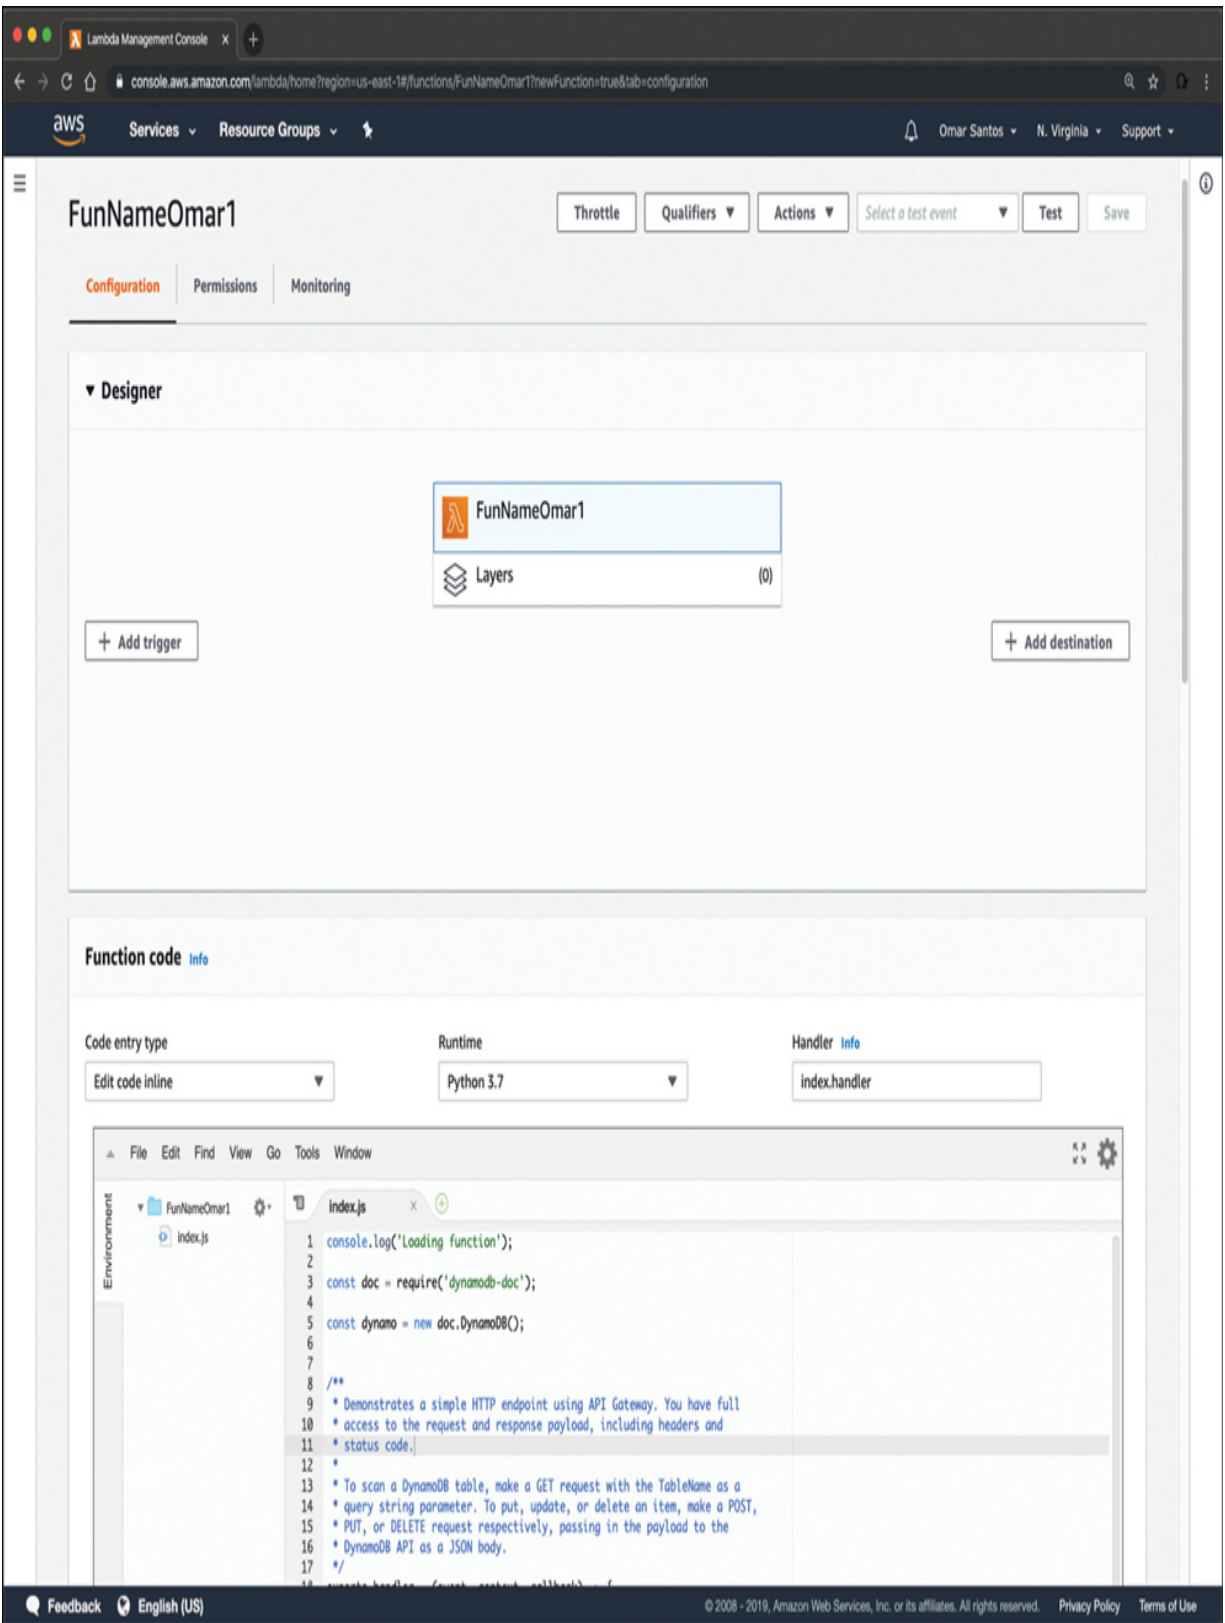 Lambda Management Console x +
console.aws.amazon.com/lambda/home?region=us-east-1#/functions/FunNameOmar1?newFunction=true&tab=configuration
aws Services Resource Groups Omar Santos N. Virginia Support
FunNameOmar1 Throttle Qualifiers Actions Select a test event Test Save
Configuration Permissions Monitoring
Designer
FunNameOmar1
Layers (0)
+ Add trigger + Add destination
Function code Info
Code entry type Runtime Handler Info
Edit code inline Python 3.7 index.handler
File Edit Find View Go Tools Window
Environment
FunNameOmar1 index.js x
index.js
1 console.log('Loading function');
2
3 const doc = require('dynamodb-doc');
4
5 const dynamo = new doc.DynamoDB();
6
7
8 /**
9 * Demonstrates a simple HTTP endpoint using API Gateway. You have full
10 * access to the request and response payload, including headers and
11 * status code.
12 *
13 * To scan a DynamoDB table, make a GET request with the TableName as a
14 * query string parameter. To put, update, or delete an item, make a POST,
15 * PUT, or DELETE request respectively, passing in the payload to the
16 * DynamoDB API as a JSON body.
17 */
Feedback English (US) © 2008 - 2019, Amazon Web Services, Inc. or its affiliates. All rights reserved. Privacy Policy Terms of Use